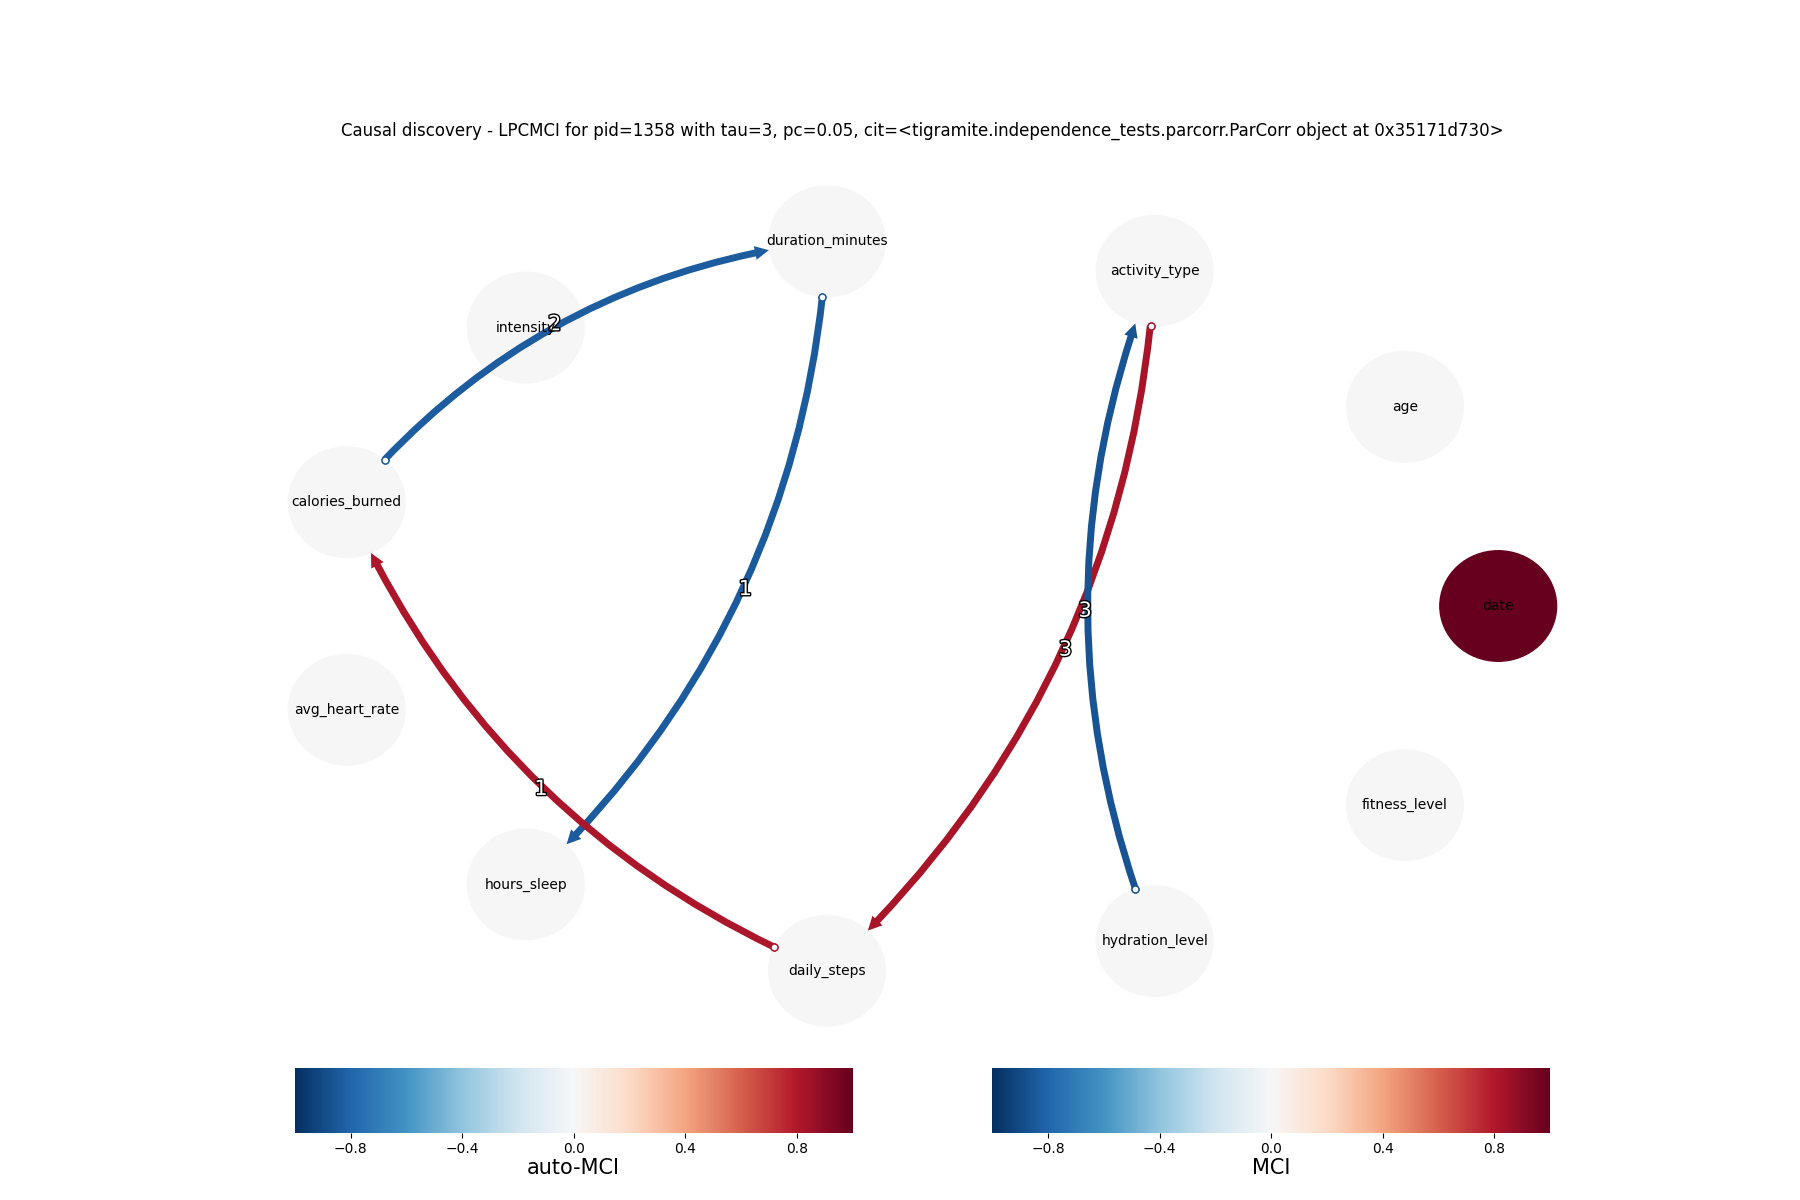 Causal discovery - LPCMCI for pid=1358 with tau=3, pc=0.05, cit=<tigramite.independence_tests.parcorr.ParCorr object at 0x35171d730>
duration_minutes
activity_type
intensity
2
age
calories_burned
1
date
3
3
avg_heart_rate
1
fitness_level
hours_sleep
hydration_level
daily_steps
−0.8 −0.4 0.0 0.4 0.8
auto-MCI
−0.8 −0.4 0.0 0.4 0.8
MCI